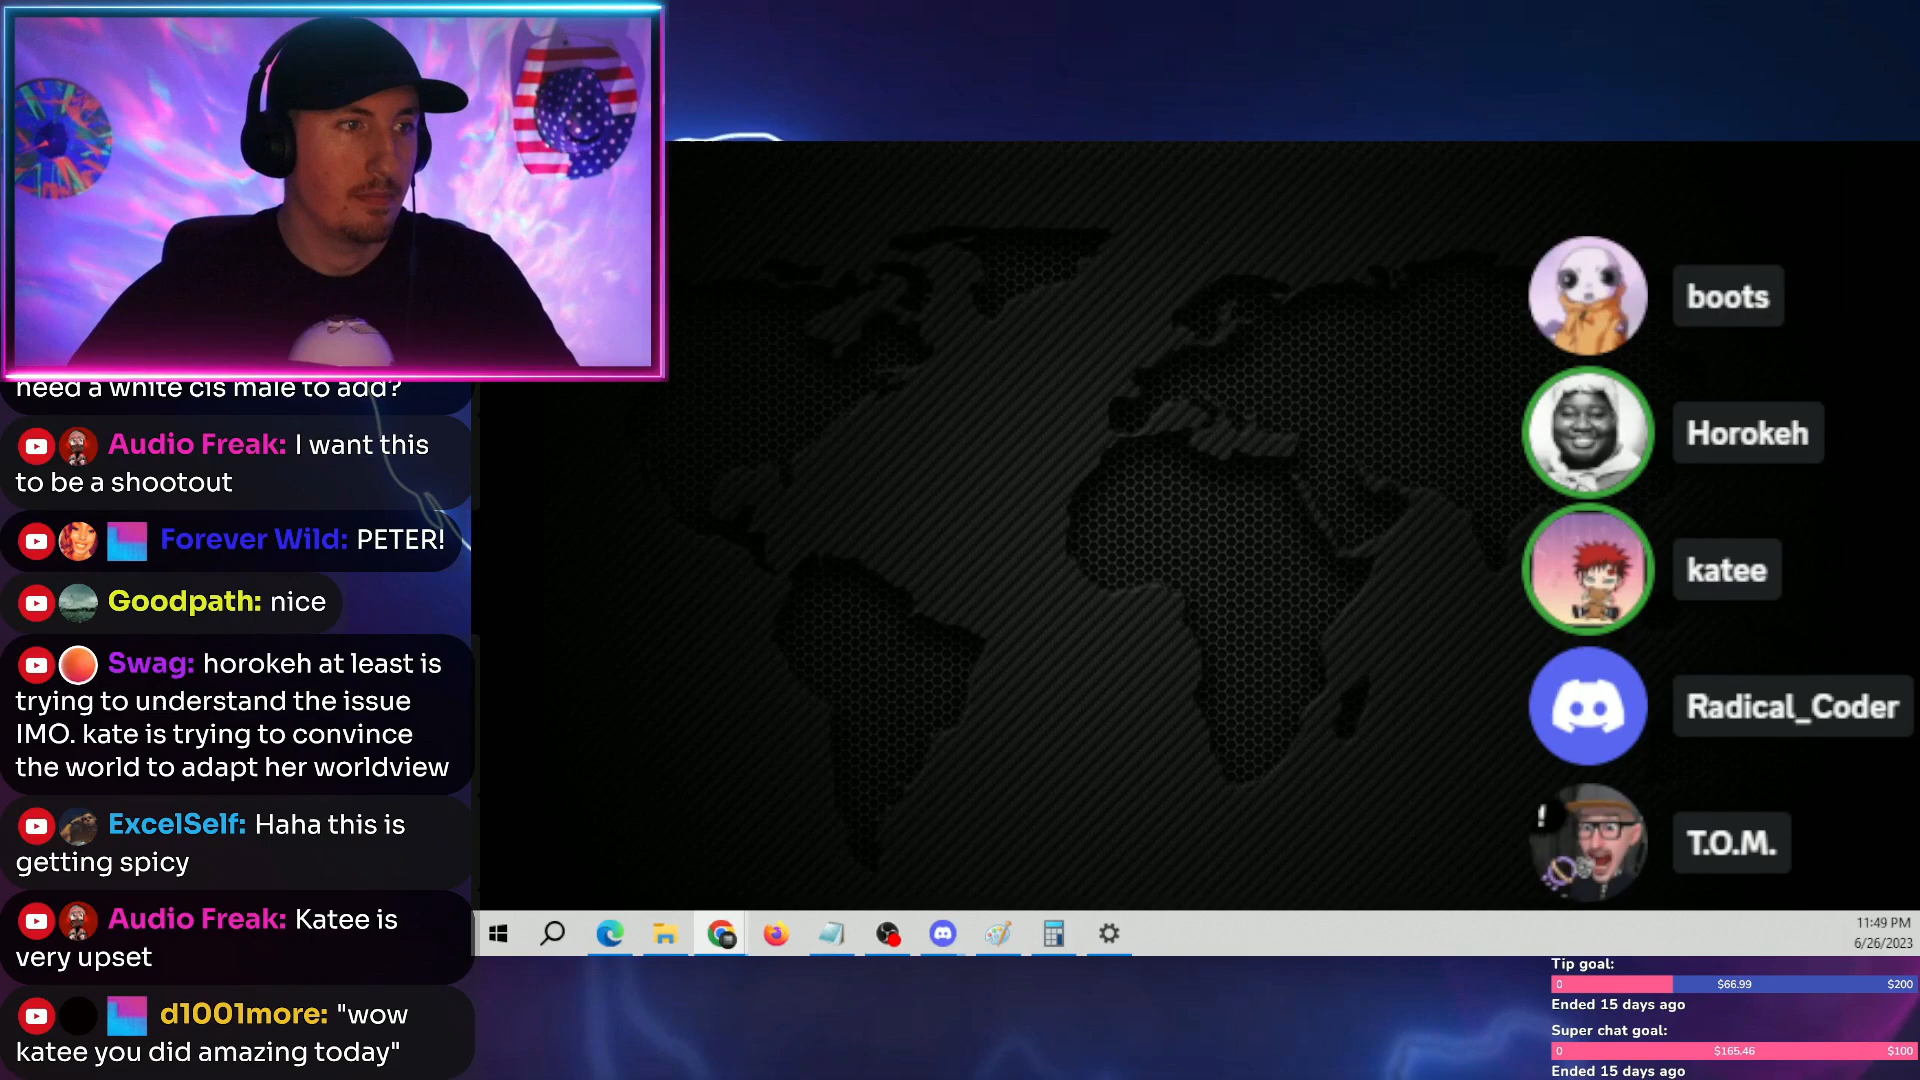 need a white cis male to add?
Audio Freak: I want this
to be a shootout
Forever Wild: PETER!
Goodpath: nice
Swag: horokeh at least is
trying to understand the issue
IMO. kate is trying to convince
the world to adapt her worldview
ExcelSelf: Haha this is
getting spicy
Audio Freak: Katee is
very upset
d1001more: "wow
katee you did amazing today"
boots
Horokeh
katee
Radical_Coder
!
T.O.M.
11:49 PM
6/26/2023
Tip goal:
0 $66.99 $200
Ended 15 days ago
Super chat goal:
0 $165.46 $100
Ended 15 days ago